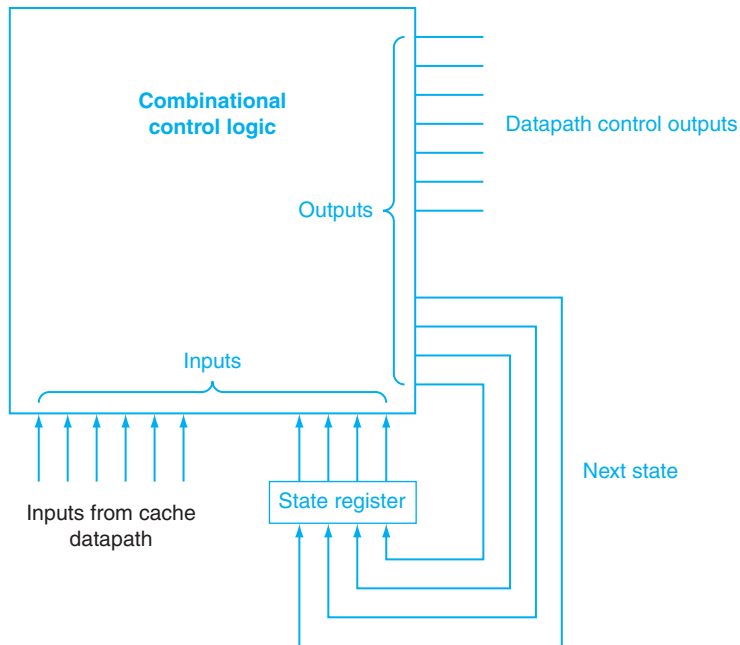 Combinational
control logic
Datapath control outputs
Outputs
Inputs
Next state
State register
Inputs from cache
datapath